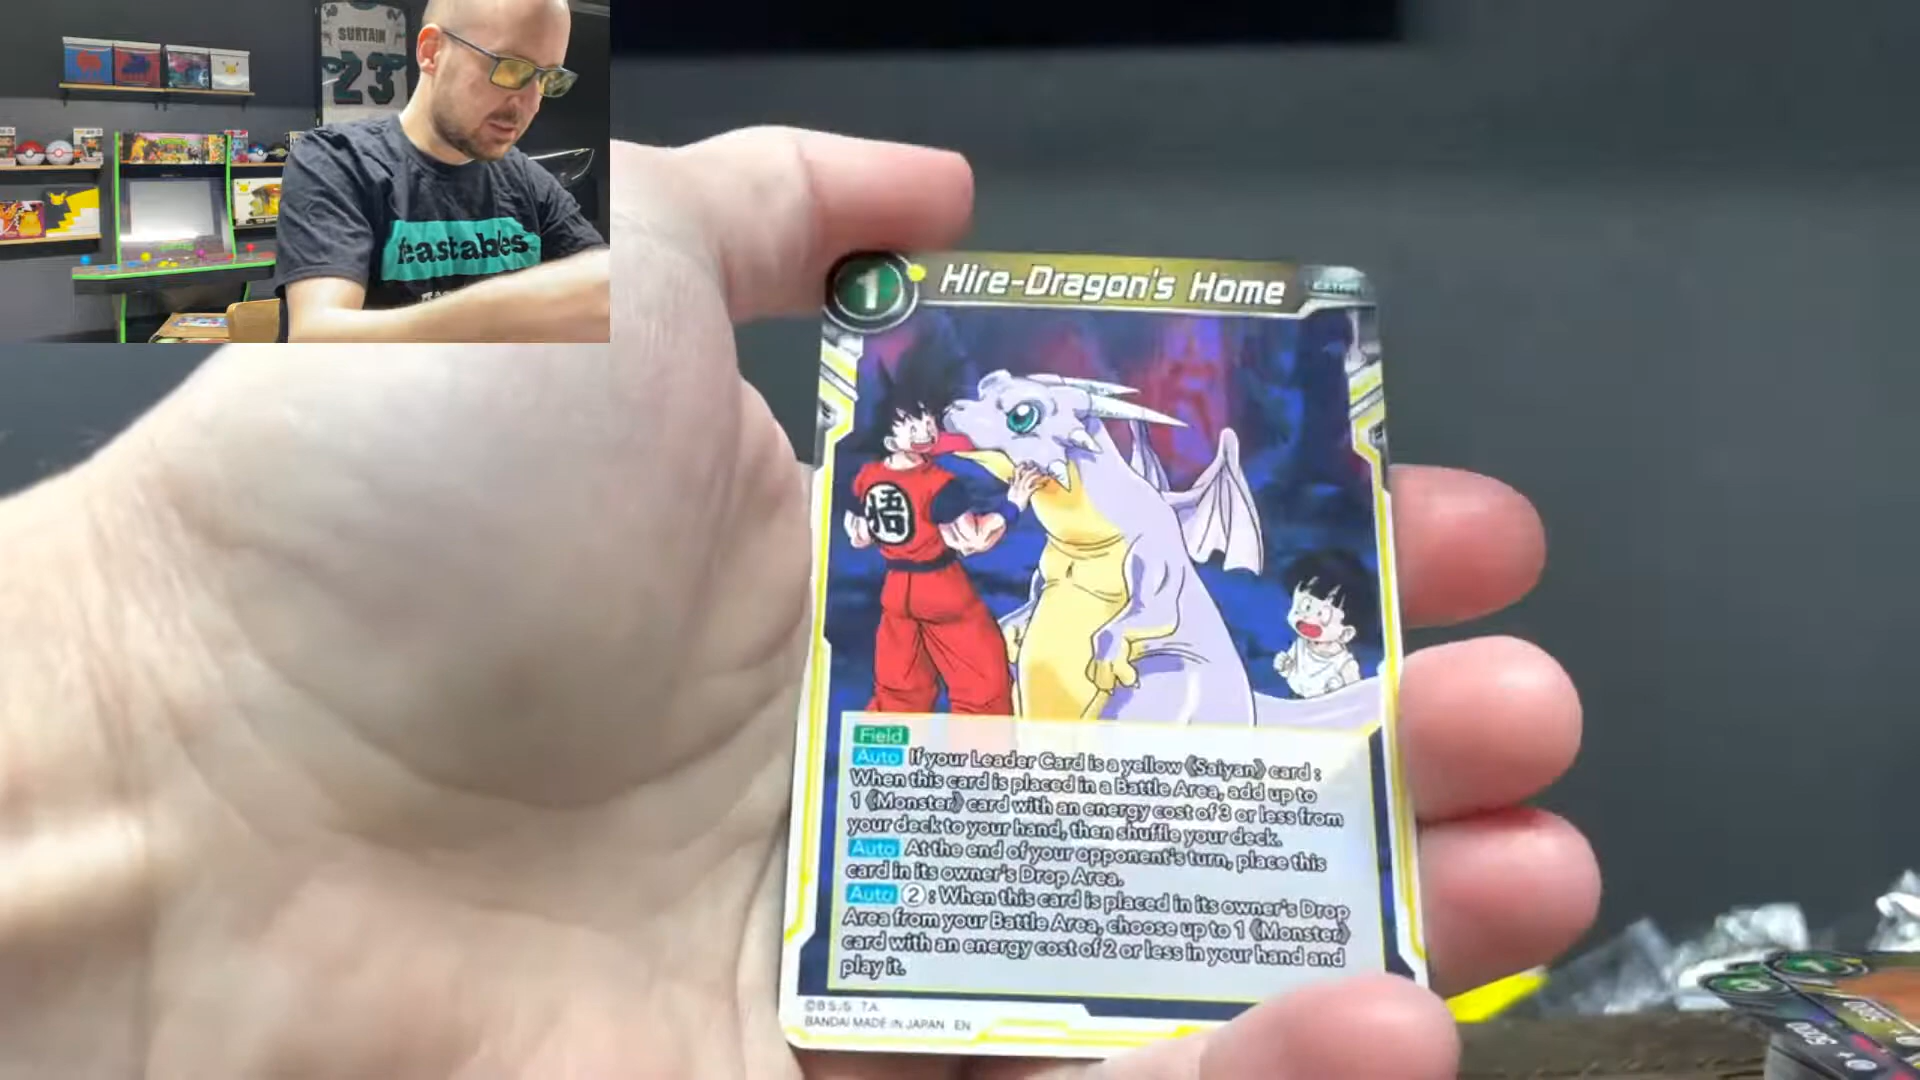 SURTAIN
23
feastables
1
Hire-Dragon's Home
悟
Field
Auto If your Leader Card is a yellow 《Saiyan》 card :
When this card is placed in a Battle Area, add up to
1 《Monster》 card with an energy cost of 3 or less from
your deck to your hand, then shuffle your deck.
Auto At the end of your opponent's turn, place this
card in its owner's Drop Area.
Auto ② : When this card is placed in its owner's Drop
Area from your Battle Area, choose up to 1 《Monster》
card with an energy cost of 2 or less in your hand and
play it.
BANDAI MADE IN JAPAN EN
5000